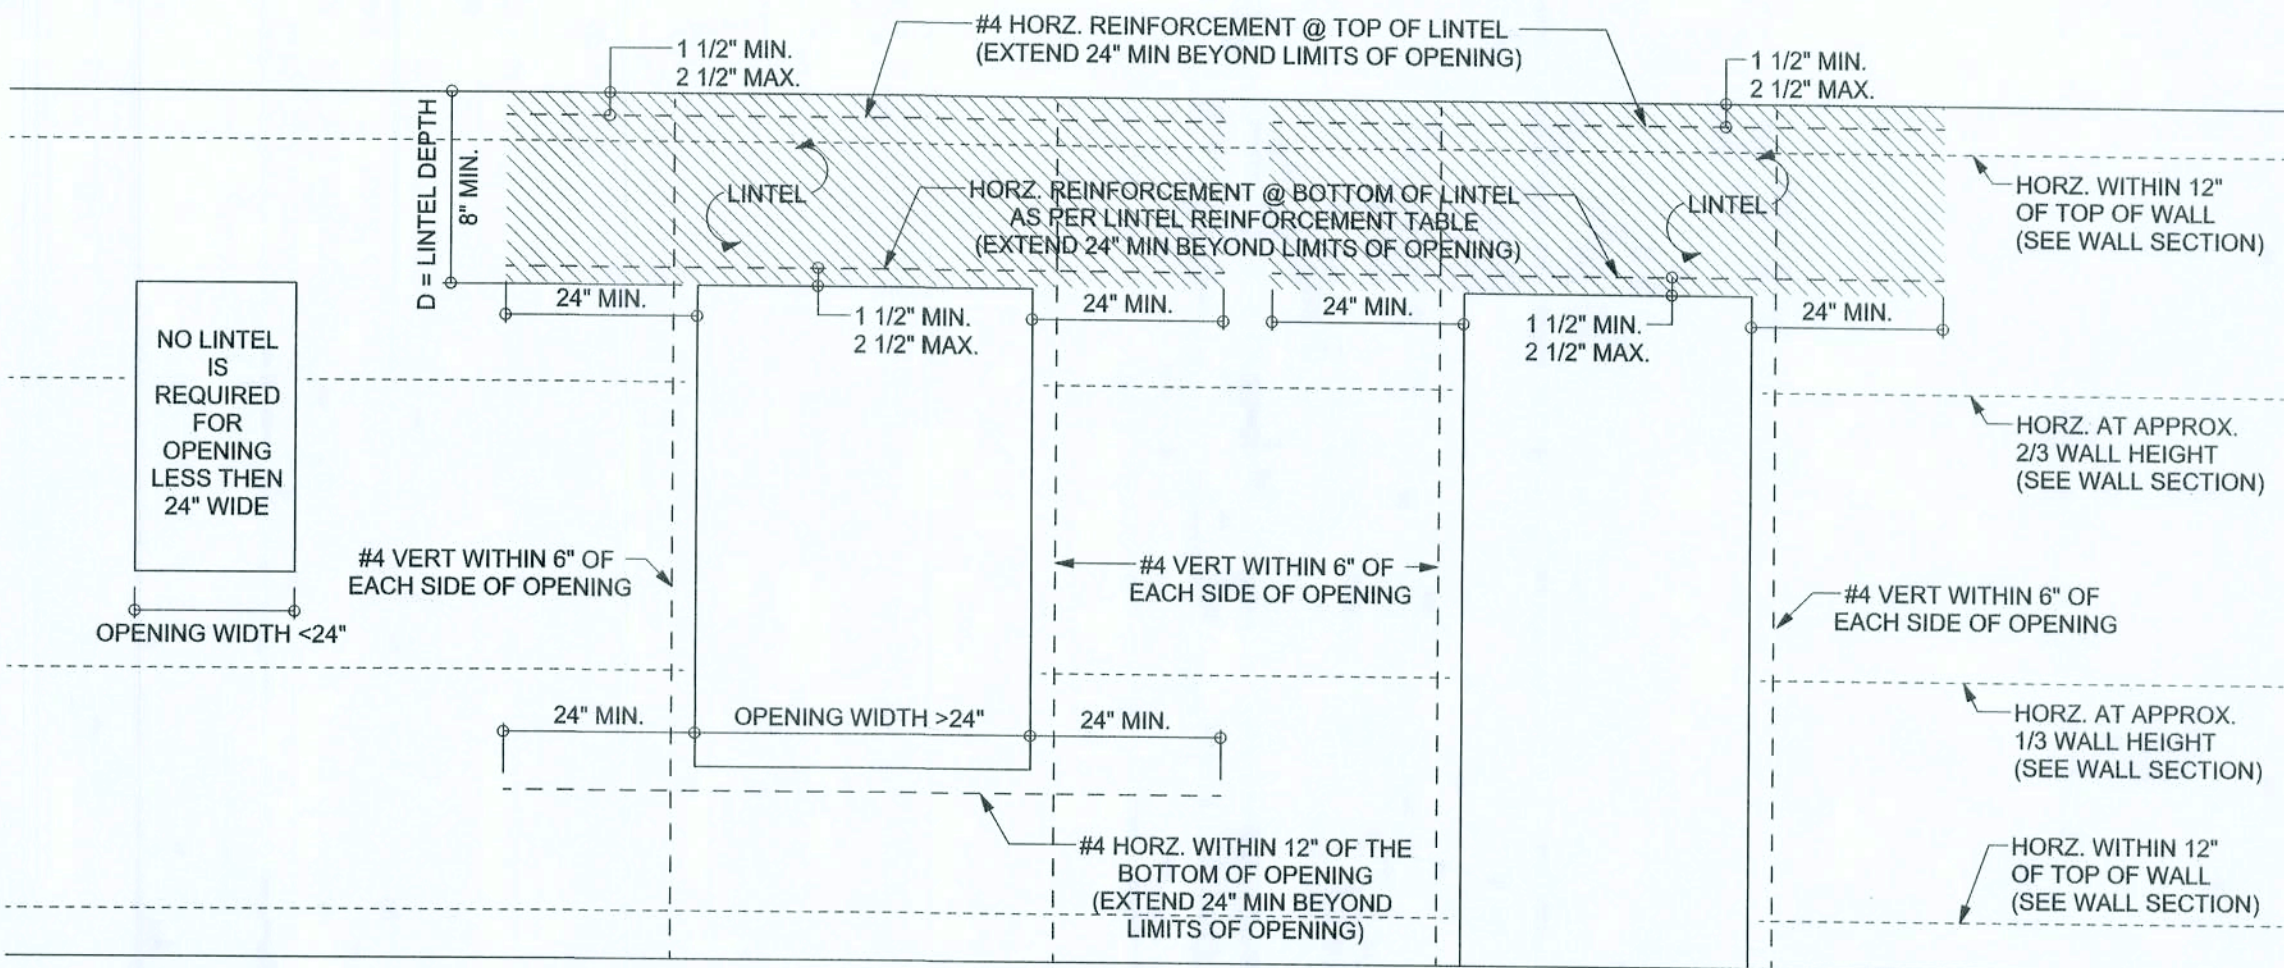 #4 HORZ. REINFORCEMENT @ TOP OF LINTEL
(EXTEND 24" MIN BEYOND LIMITS OF OPENING)
1 1/2" MIN.
2 1/2" MAX.
1 1/2" MIN.
2 1/2" MAX.
D = LINTEL DEPTH
8" MIN.
LINTEL
HORZ. REINFORCEMENT @ BOTTOM OF LINTEL
AS PER LINTEL REINFORCEMENT TABLE
(EXTEND 24" MIN BEYOND LIMITS OF OPENING)
LINTEL
HORZ. WITHIN 12"
OF TOP OF WALL
(SEE WALL SECTION)
24" MIN.
1 1/2" MIN.
2 1/2" MAX.
24" MIN.
24" MIN.
1 1/2" MIN.
2 1/2" MAX.
24" MIN.
NO LINTEL
IS
REQUIRED
FOR
OPENING
LESS THEN
24" WIDE
OPENING WIDTH <24"
HORZ. AT APPROX.
2/3 WALL HEIGHT
(SEE WALL SECTION)
#4 VERT WITHIN 6" OF
EACH SIDE OF OPENING
#4 VERT WITHIN 6" OF
EACH SIDE OF OPENING
#4 VERT WITHIN 6" OF
EACH SIDE OF OPENING
24" MIN.
OPENING WIDTH >24"
24" MIN.
HORZ. AT APPROX.
1/3 WALL HEIGHT
(SEE WALL SECTION)
#4 HORZ. WITHIN 12" OF THE
BOTTOM OF OPENING
(EXTEND 24" MIN BEYOND
LIMITS OF OPENING)
HORZ. WITHIN 12"
OF TOP OF WALL
(SEE WALL SECTION)